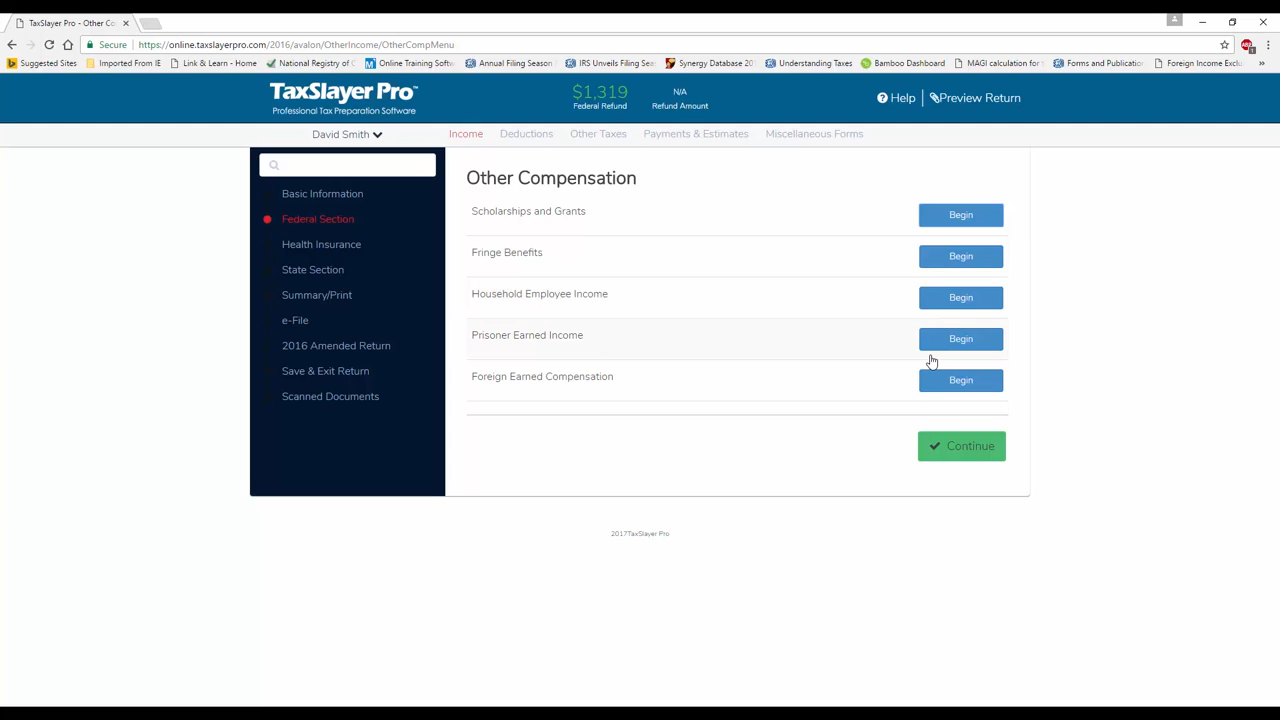 TaxSlayer Pro - Other Co
Secure
https://online.taxslayerpro.com/2016/avalon/OtherIncome/OtherCompMenu
Suggested Sites
Imported From IE
Link & Learn - Home
National Registry of C
Online Training Softw
Annual Filing Season
IRS Unveils Filing Sea
Synergy Database 201
Understanding Taxes
Bamboo Dashboard
MAGI calculation for t
Forms and Publication
Foreign Income Exclu
»
TaxSlayer Pro™
Professional Tax Preparation Software
$1,319
Federal Refund
N/A
Refund Amount
Help
Preview Return
David Smith
Income
Deductions
Other Taxes
Payments & Estimates
Miscellaneous Forms
Basic Information
Federal Section
Health Insurance
State Section
Summary/Print
e-File
2016 Amended Return
Save & Exit Return
Scanned Documents
Other Compensation
Scholarships and Grants
Begin
Fringe Benefits
Begin
Household Employee Income
Begin
Prisoner Earned Income
Begin
Foreign Earned Compensation
Begin
Continue
2017TaxSlayer Pro